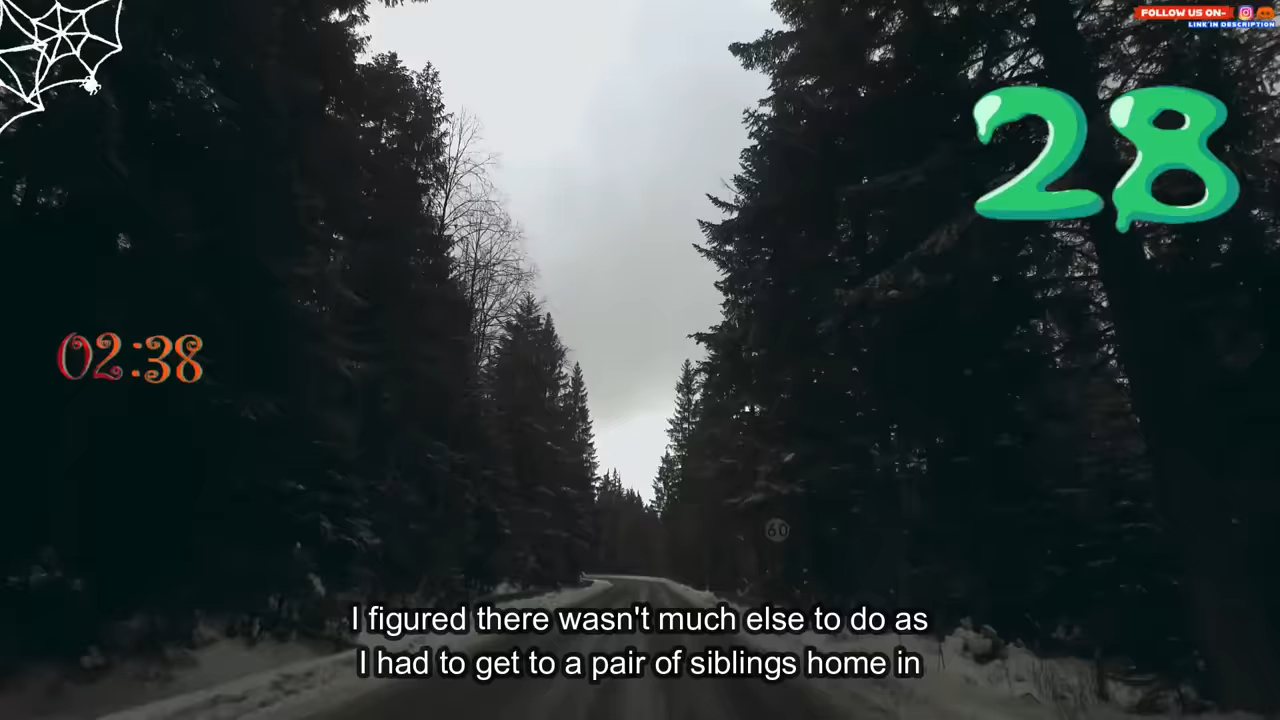 FOLLOW US ON-
LINK IN DESCRIPTION
28
02:38
60
I figured there wasn't much else to do as
I had to get to a pair of siblings home in